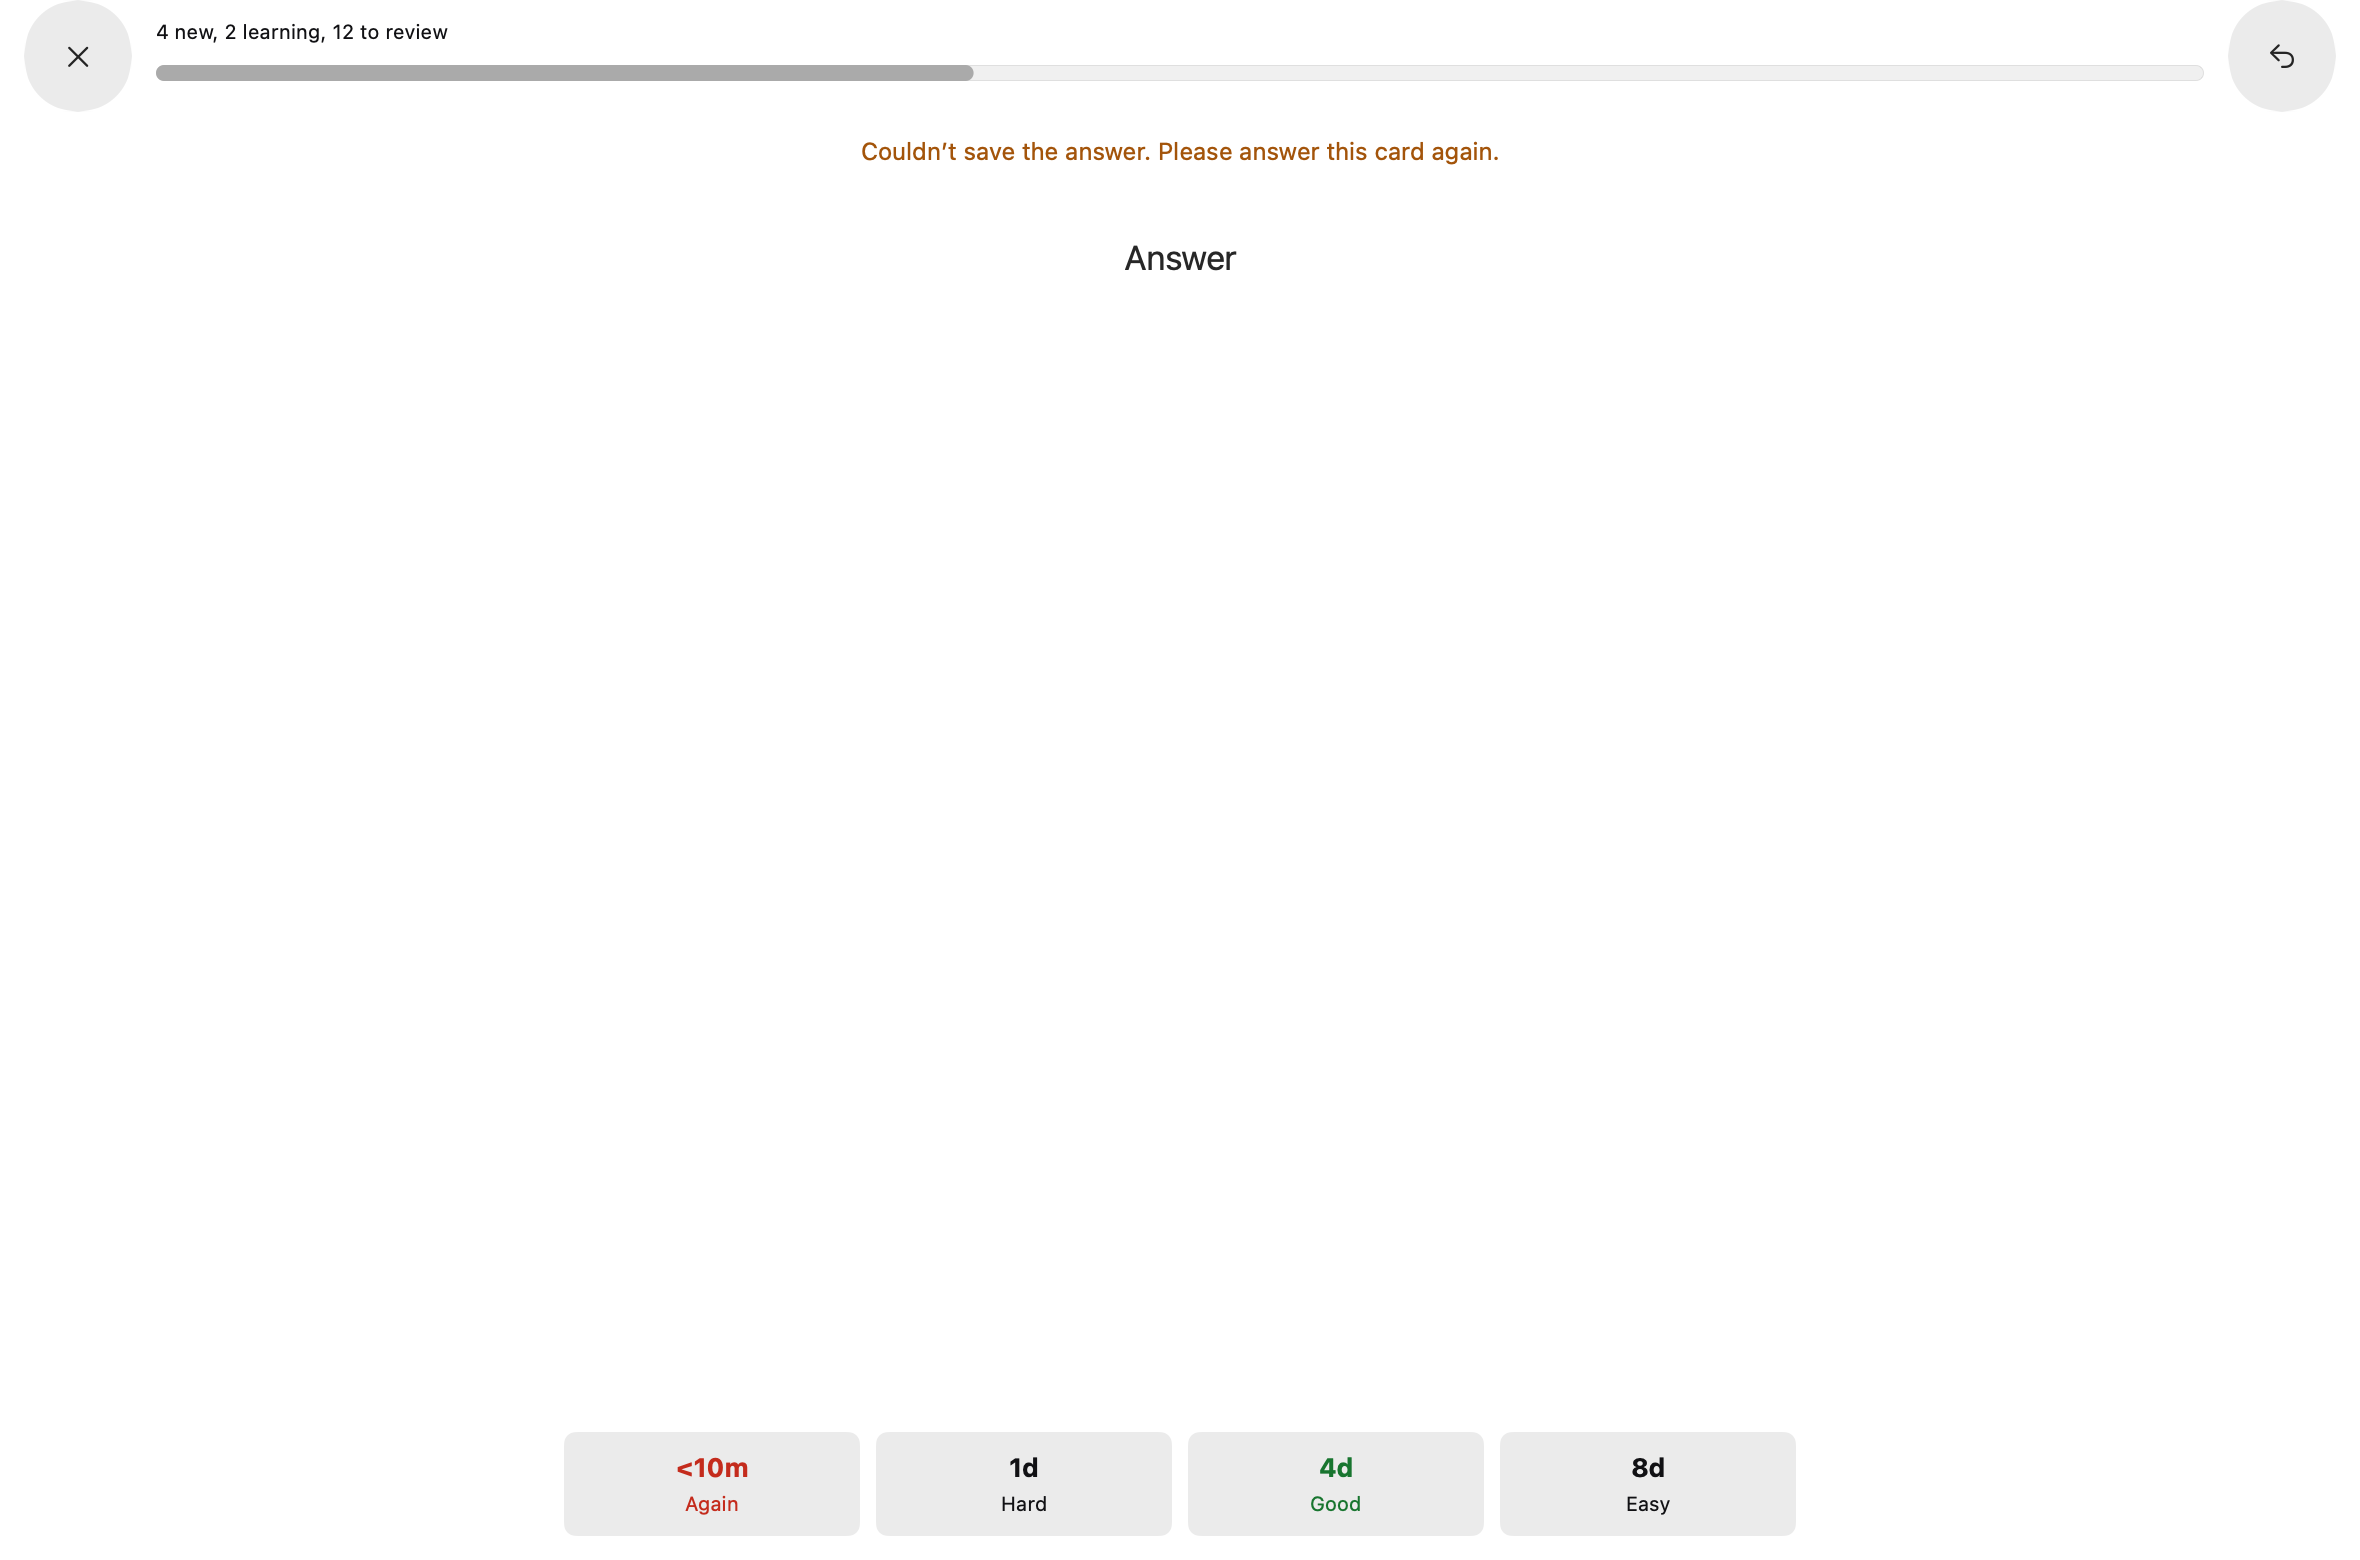 4 new, 2 learning, 12 to review
Couldn’t save the answer. Please answer this card again.
Answer
<10m
Again
1d
Hard
4d
Good
8d
Easy